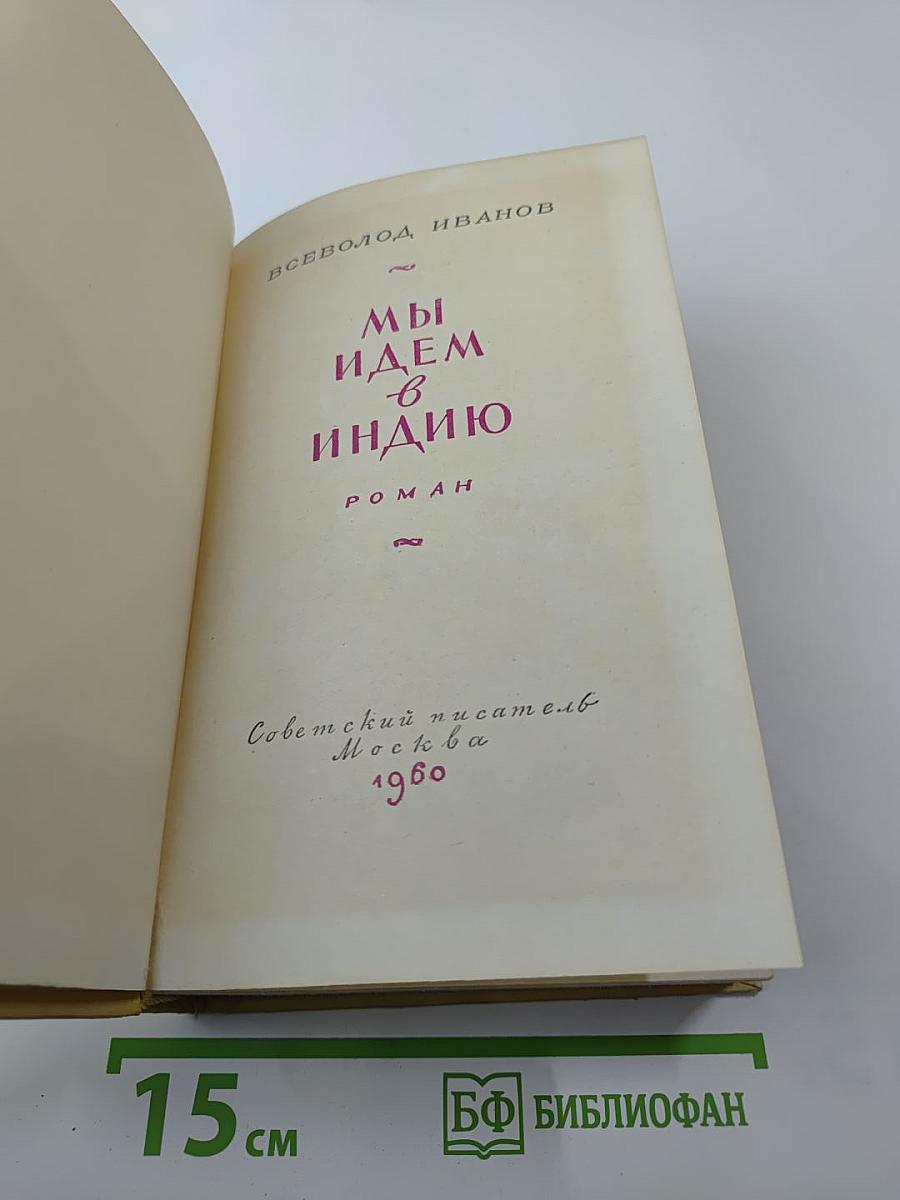 ВСЕВОЛОД ИВАНОВ
МЫ
ИДЕМ
в
ИНДИЮ
РОМАН
Советский писатель
Москва
1960
15 см
БФ БИБЛИОФАН